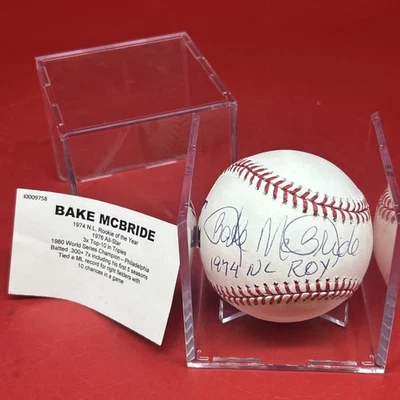 I0009758
BAKE MCBRIDE
1974 N.L. Rookie of the Year
1976 All-Star
3x Top-10 in Triples
1980 World Series Champion - Philadelphia
Batted .300+ 7x including his first 5 seasons
Tied a ML record for right fielders with
10 chances in a game
Bake McBride
1974 NL ROY